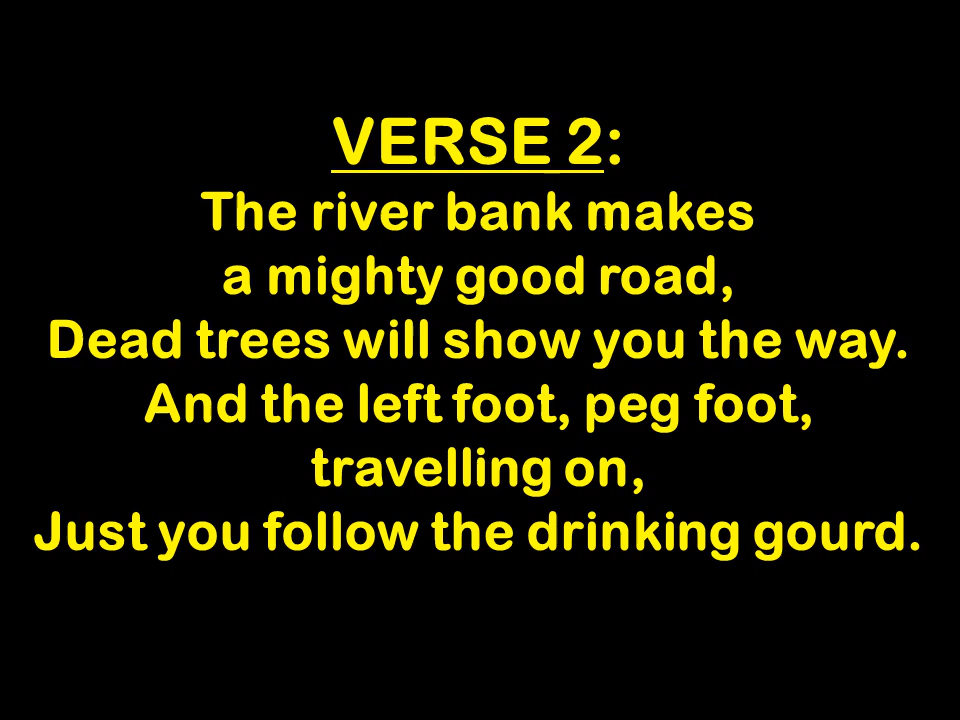 VERSE 2:
The river bank makes
a mighty good road,
Dead trees will show you the way.
And the left foot, peg foot,
travelling on,
Just you follow the drinking gourd.